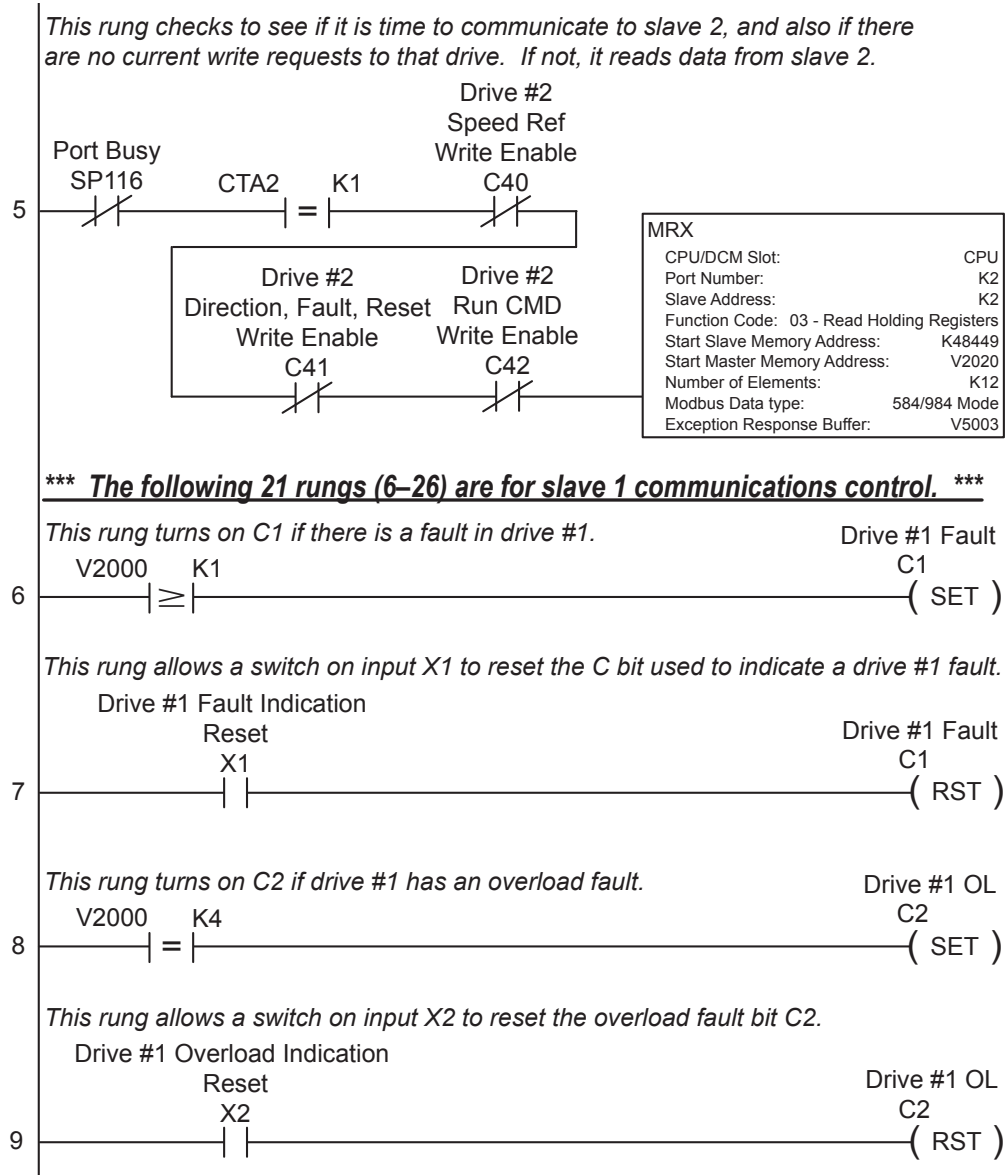 This rung checks to see if it is time to communicate to slave 2, and also if there
are no current write requests to that drive.  If not, it reads data from slave 2.
Drive #2
Speed Ref
Write Enable
C40
Port Busy
SP116
CTA2
K1
=
5
Drive #2
Direction, Fault, Reset
Write Enable
C41
Drive #2
Run CMD
Write Enable
C42
MRX
CPU/DCM Slot: CPU
Port Number: K2
Slave Address: K2
Function Code: 03 - Read Holding Registers
Start Slave Memory Address: K48449
Start Master Memory Address: V2020
Number of Elements: K12
Modbus Data type: 584/984 Mode
Exception Response Buffer: V5003
*** The following 21 rungs (6–26) are for slave 1 communications control. ***
This rung turns on C1 if there is a fault in drive #1.
Drive #1 Fault
V2000 K1 C1
6 ≥ ( SET )
This rung allows a switch on input X1 to reset the C bit used to indicate a drive #1 fault.
Drive #1 Fault Indication
Reset
X1
Drive #1 Fault
C1
7 ( RST )
This rung turns on C2 if drive #1 has an overload fault.
Drive #1 OL
V2000 K4 C2
8 = ( SET )
This rung allows a switch on input X2 to reset the overload fault bit C2.
Drive #1 Overload Indication
Reset
X2
Drive #1 OL
C2
9 ( RST )